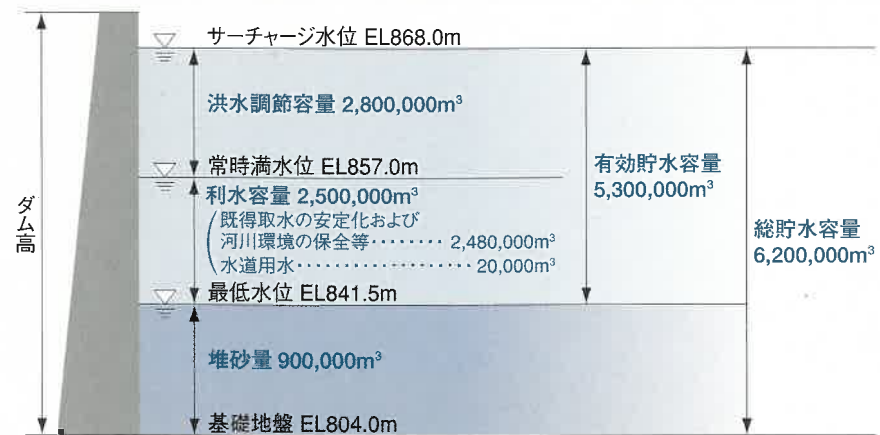 サーチャージ水位 EL868.0m
洪水調節容量 2,800,000m³
常時満水位 EL857.0m
利水容量 2,500,000m³
既得取水の安定化および
河川環境の保全等‥‥‥‥ 2,480,000m³
水道用水‥‥‥‥‥‥‥‥‥ 20,000m³
最低水位 EL841.5m
堆砂量 900,000m³
基礎地盤 EL804.0m
ダム高
有効貯水容量
5,300,000m³
総貯水容量
6,200,000m³